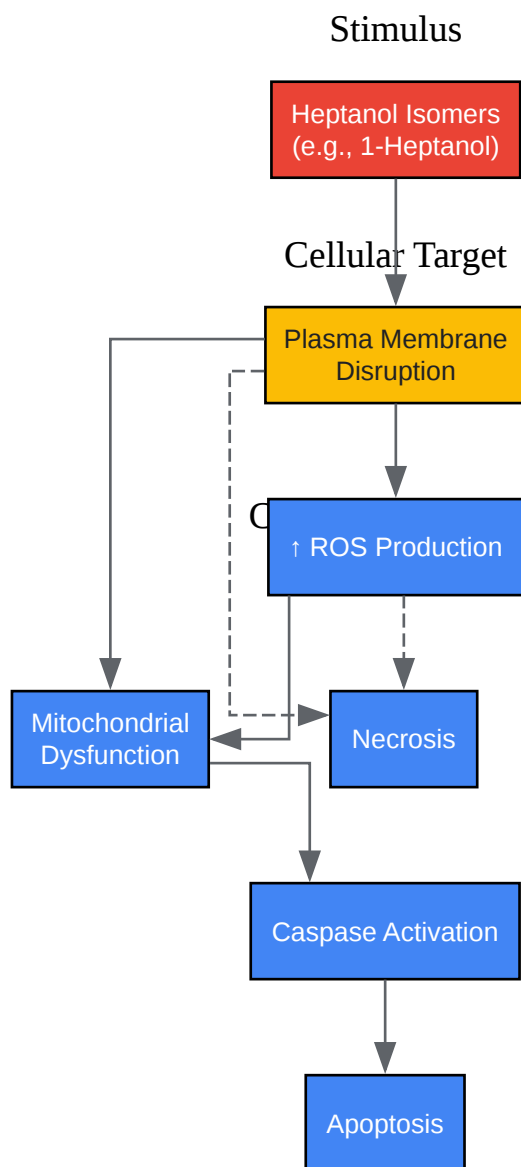 Stimulus
Heptanol Isomers
(e.g., 1-Heptanol)
Cellular Target
Plasma Membrane
Disruption
↑ ROS Production
Mitochondrial
Dysfunction
Necrosis
Caspase Activation
Apoptosis